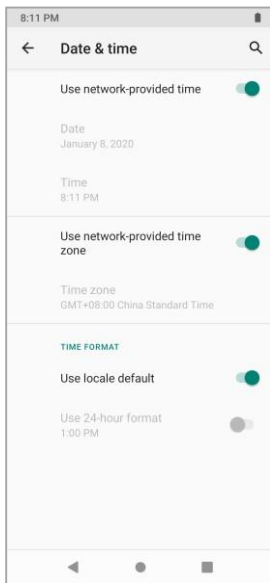 8:11 PM
Date & time
Use network-provided time
Date
January 8, 2020
Time
8:11 PM
Use network-provided time
zone
Time zone
GMT+08:00 China Standard Time
TIME FORMAT
Use locale default
Use 24-hour format
1:00 PM